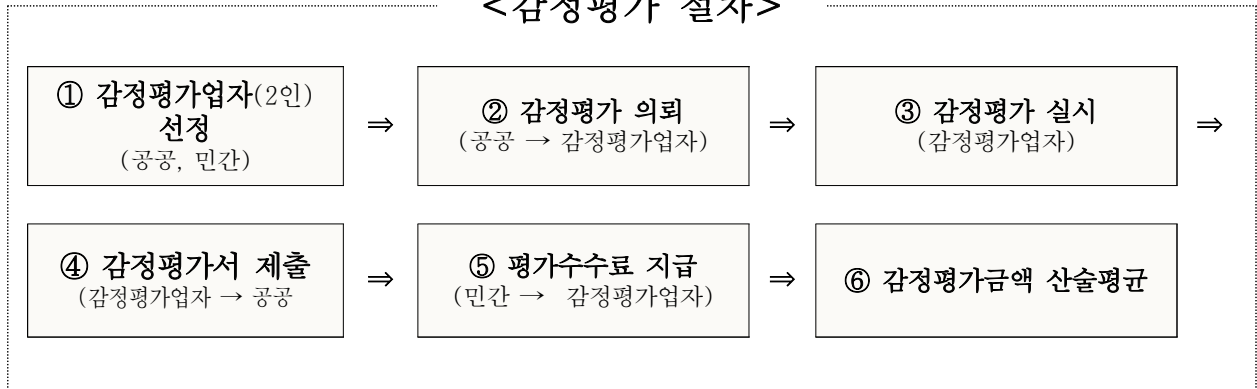 <감정평가 절차>
① 감정평가업자(2인)
선정
(공공, 민간)
⇒
② 감정평가 의뢰
(공공 → 감정평가업자)
⇒
③ 감정평가 실시
(감정평가업자)
⇒
④ 감정평가서 제출
(감정평가업자 → 공공
⇒
⑤ 평가수수료 지급
(민간 → 감정평가업자)
⇒
⑥ 감정평가금액 산술평균